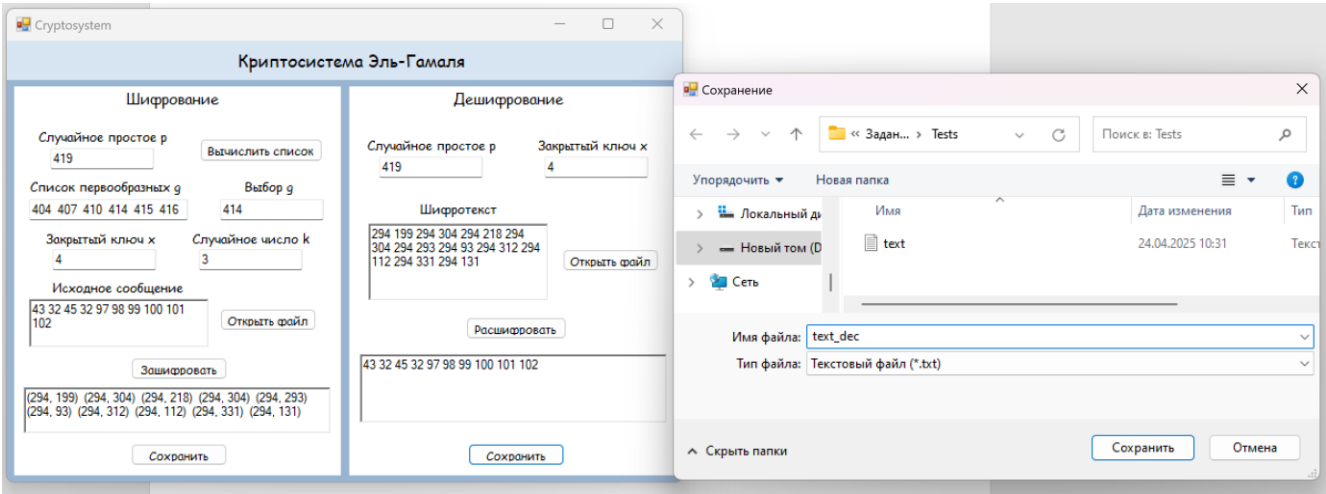 Cryptosystem
Криптосистема Эль-Гамаля
Шифрование
Случайное простое p
419
Вычислить список
Список первообразных g
Выбор g
404 407 410 414 415 416
414
Закрытый ключ x
Случайное число k
4
3
Исходное сообщение
43 32 45 32 97 98 99 100 101
102
Открыть файл
Зашифровать
(294, 199) (294, 304) (294, 218) (294, 304) (294, 293)
(294, 93) (294, 312) (294, 112) (294, 331) (294, 131)
Сохранить
Дешифрование
Случайное простое p
Закрытый ключ x
419
4
Шифротекст
294 199 294 304 294 218 294
304 294 293 294 93 294 312 294
112 294 331 294 131
Открыть файл
Расшифровать
43 32 45 32 97 98 99 100 101 102
Сохранить
Сохранение
« Задан... › Tests
Поиск в: Tests
Упорядочить
Новая папка
Имя
Дата изменения
Тип
Локальный ди
Новый том (D
Сеть
text
24.04.2025 10:31
Текст
Имя файла: text_dec
Тип файла: Текстовый файл (*.txt)
Скрыть папки
Сохранить
Отмена